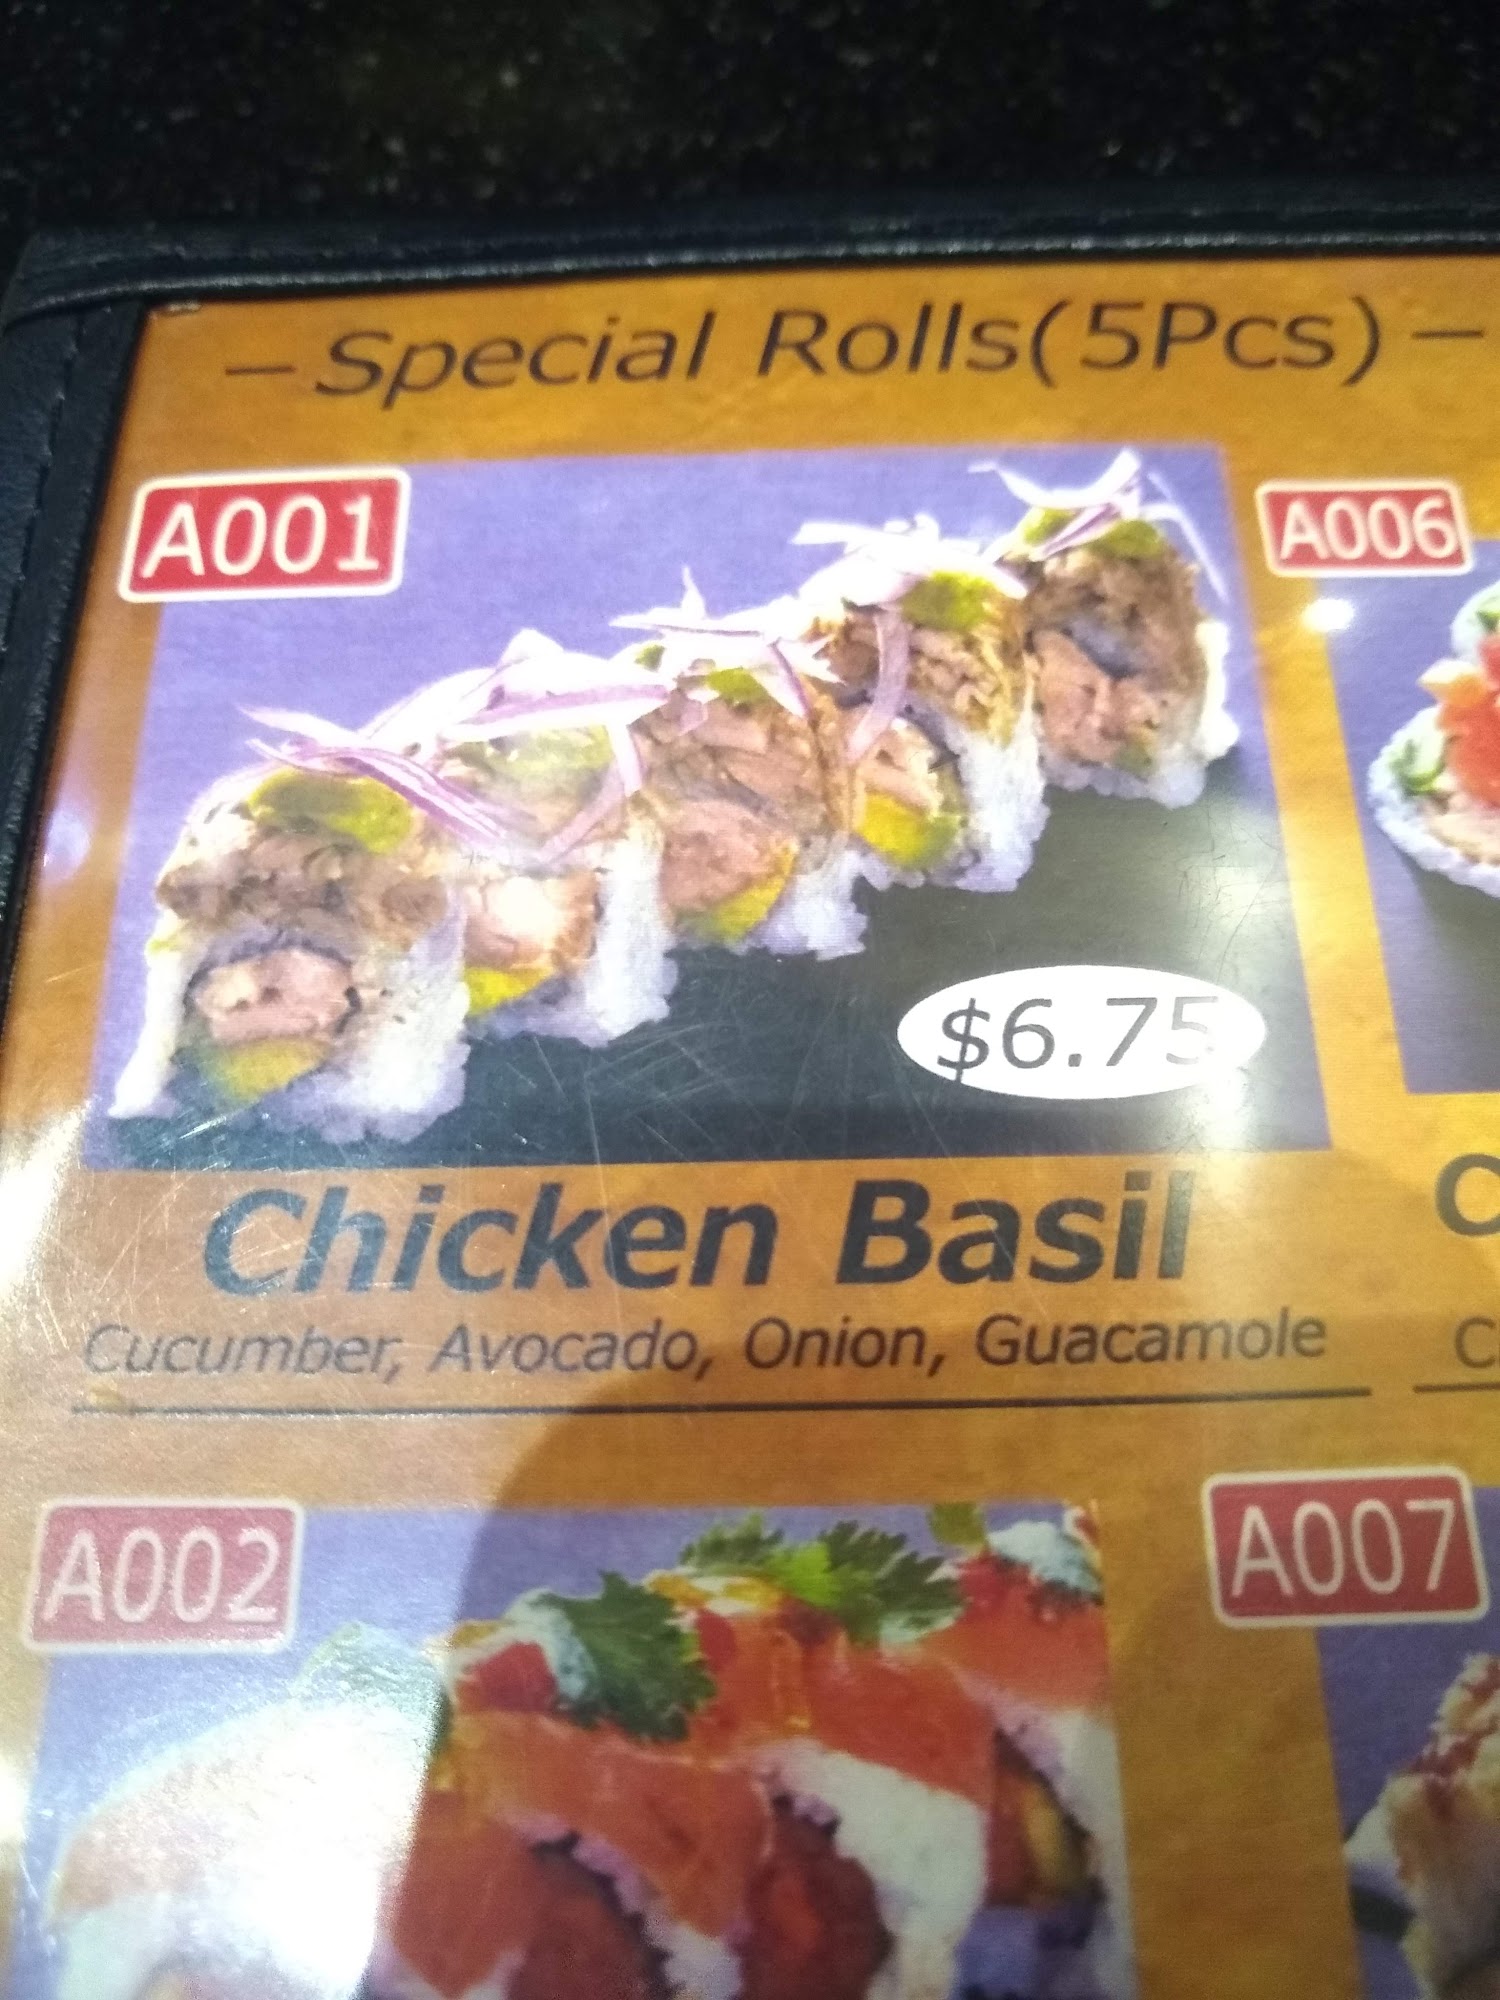 – Special Rolls(5Pcs) –
A001
A006
$6.75
Chicken Basil
Cucumber, Avocado, Onion, Guacamole
A002
A007